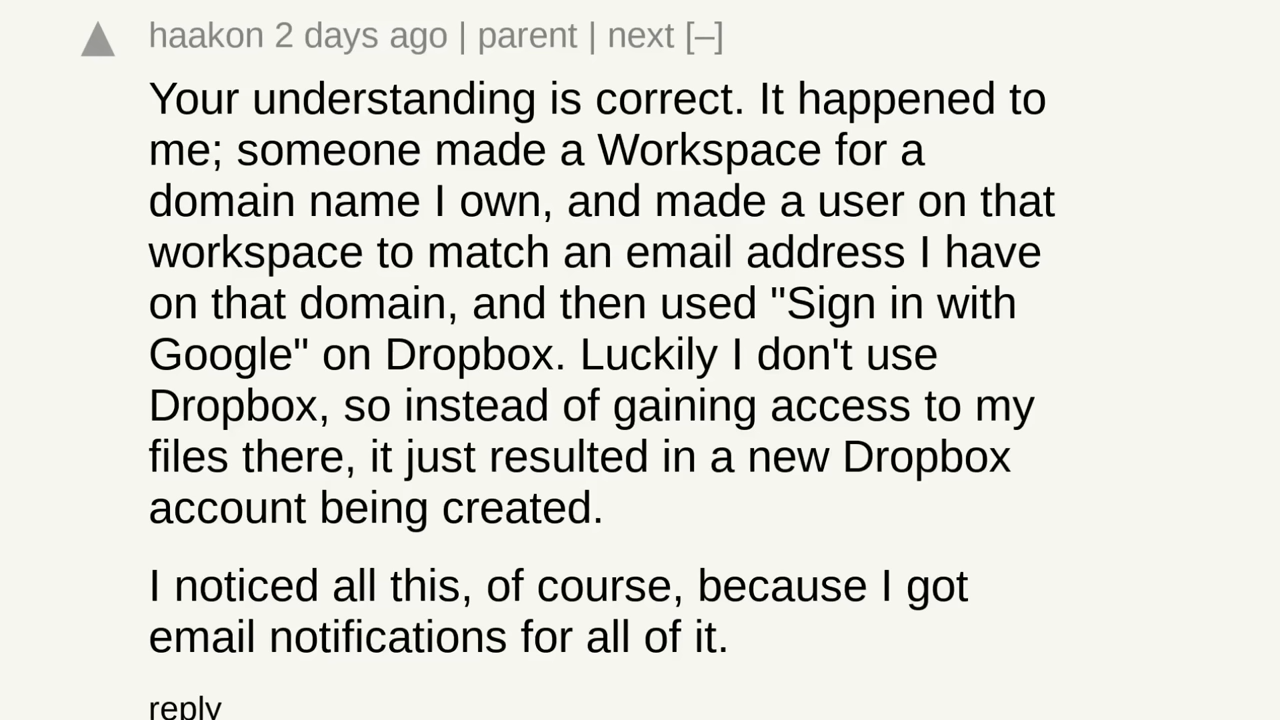 haakon 2 days ago | parent | next [–]
Your understanding is correct. It happened to
me; someone made a Workspace for a
domain name I own, and made a user on that
workspace to match an email address I have
on that domain, and then used "Sign in with
Google" on Dropbox. Luckily I don't use
Dropbox, so instead of gaining access to my
files there, it just resulted in a new Dropbox
account being created.
I noticed all this, of course, because I got
email notifications for all of it.
reply